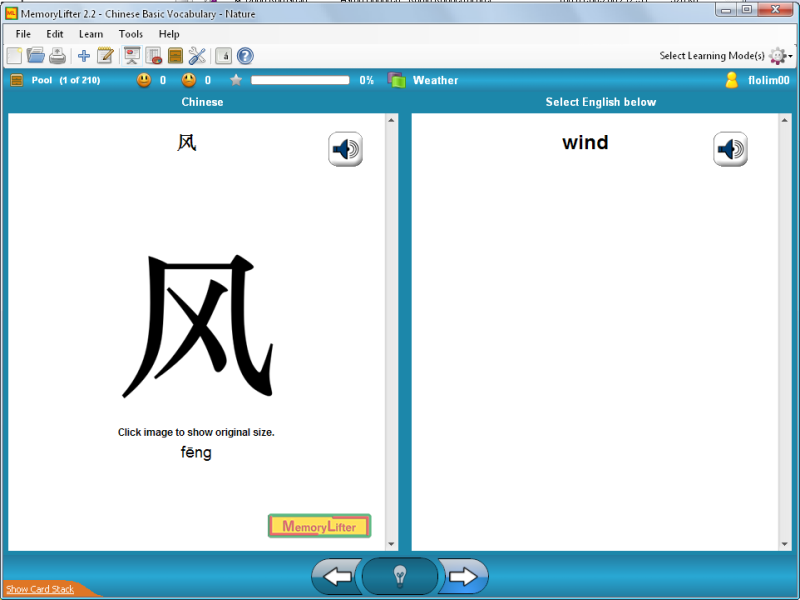 MemoryLifter 2.2 - Chinese Basic Vocabulary - Nature
File Edit Learn Tools Help
Select Learning Mode(s)
Pool (1 of 210) 0 0 0% Weather flolim00
Chinese
Select English below
风
wind
风
Click image to show original size.
fēng
MemoryLifter
Show Card Stack